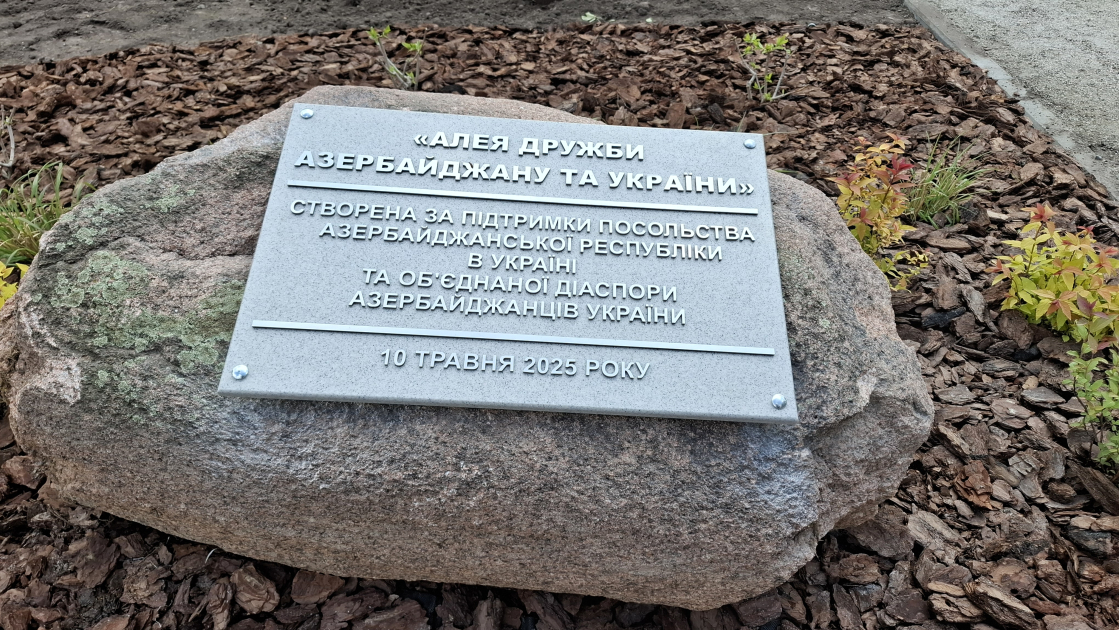 «АЛЕЯ ДРУЖБИ
АЗЕРБАЙДЖАНУ ТА УКРАЇНИ»
СТВОРЕНА ЗА ПІДТРИМКИ ПОСОЛЬСТВА
АЗЕРБАЙДЖАНСЬКОЇ РЕСПУБЛІКИ
В УКРАЇНІ
ТА ОБ'ЄДНАНОЇ ДІАСПОРИ
АЗЕРБАЙДЖАНЦІВ УКРАЇНИ
10 ТРАВНЯ 2025 РОКУ